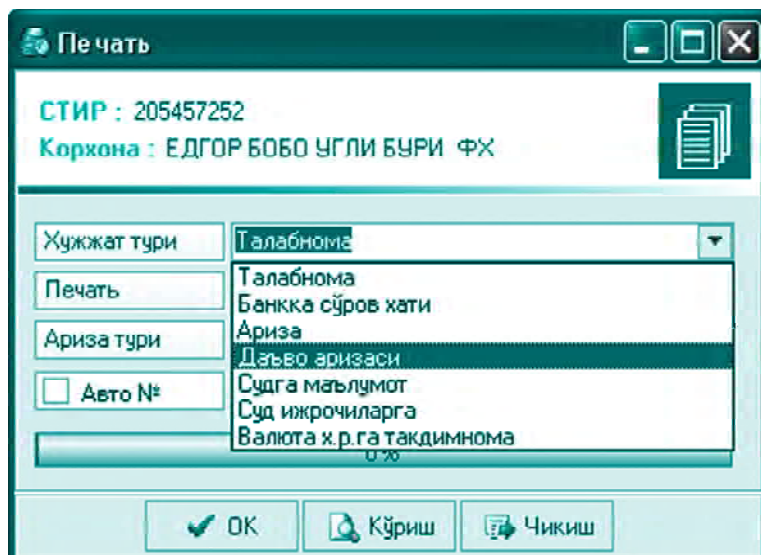 Печать
СТИР : 205457252
Корхона : ЕДГОР БОБО УГЛИ БУРИ ФХ
Хужжат тури Талабнома
Талабнома
Печать
Банкка сўров хати
Ариза
Ариза тури
Даъво аризаси
Судга маълумот
Авто №
Суд ижрочиларга
Валюта х.р.га такдимнома
0%
ОК Кўриш Чикиш